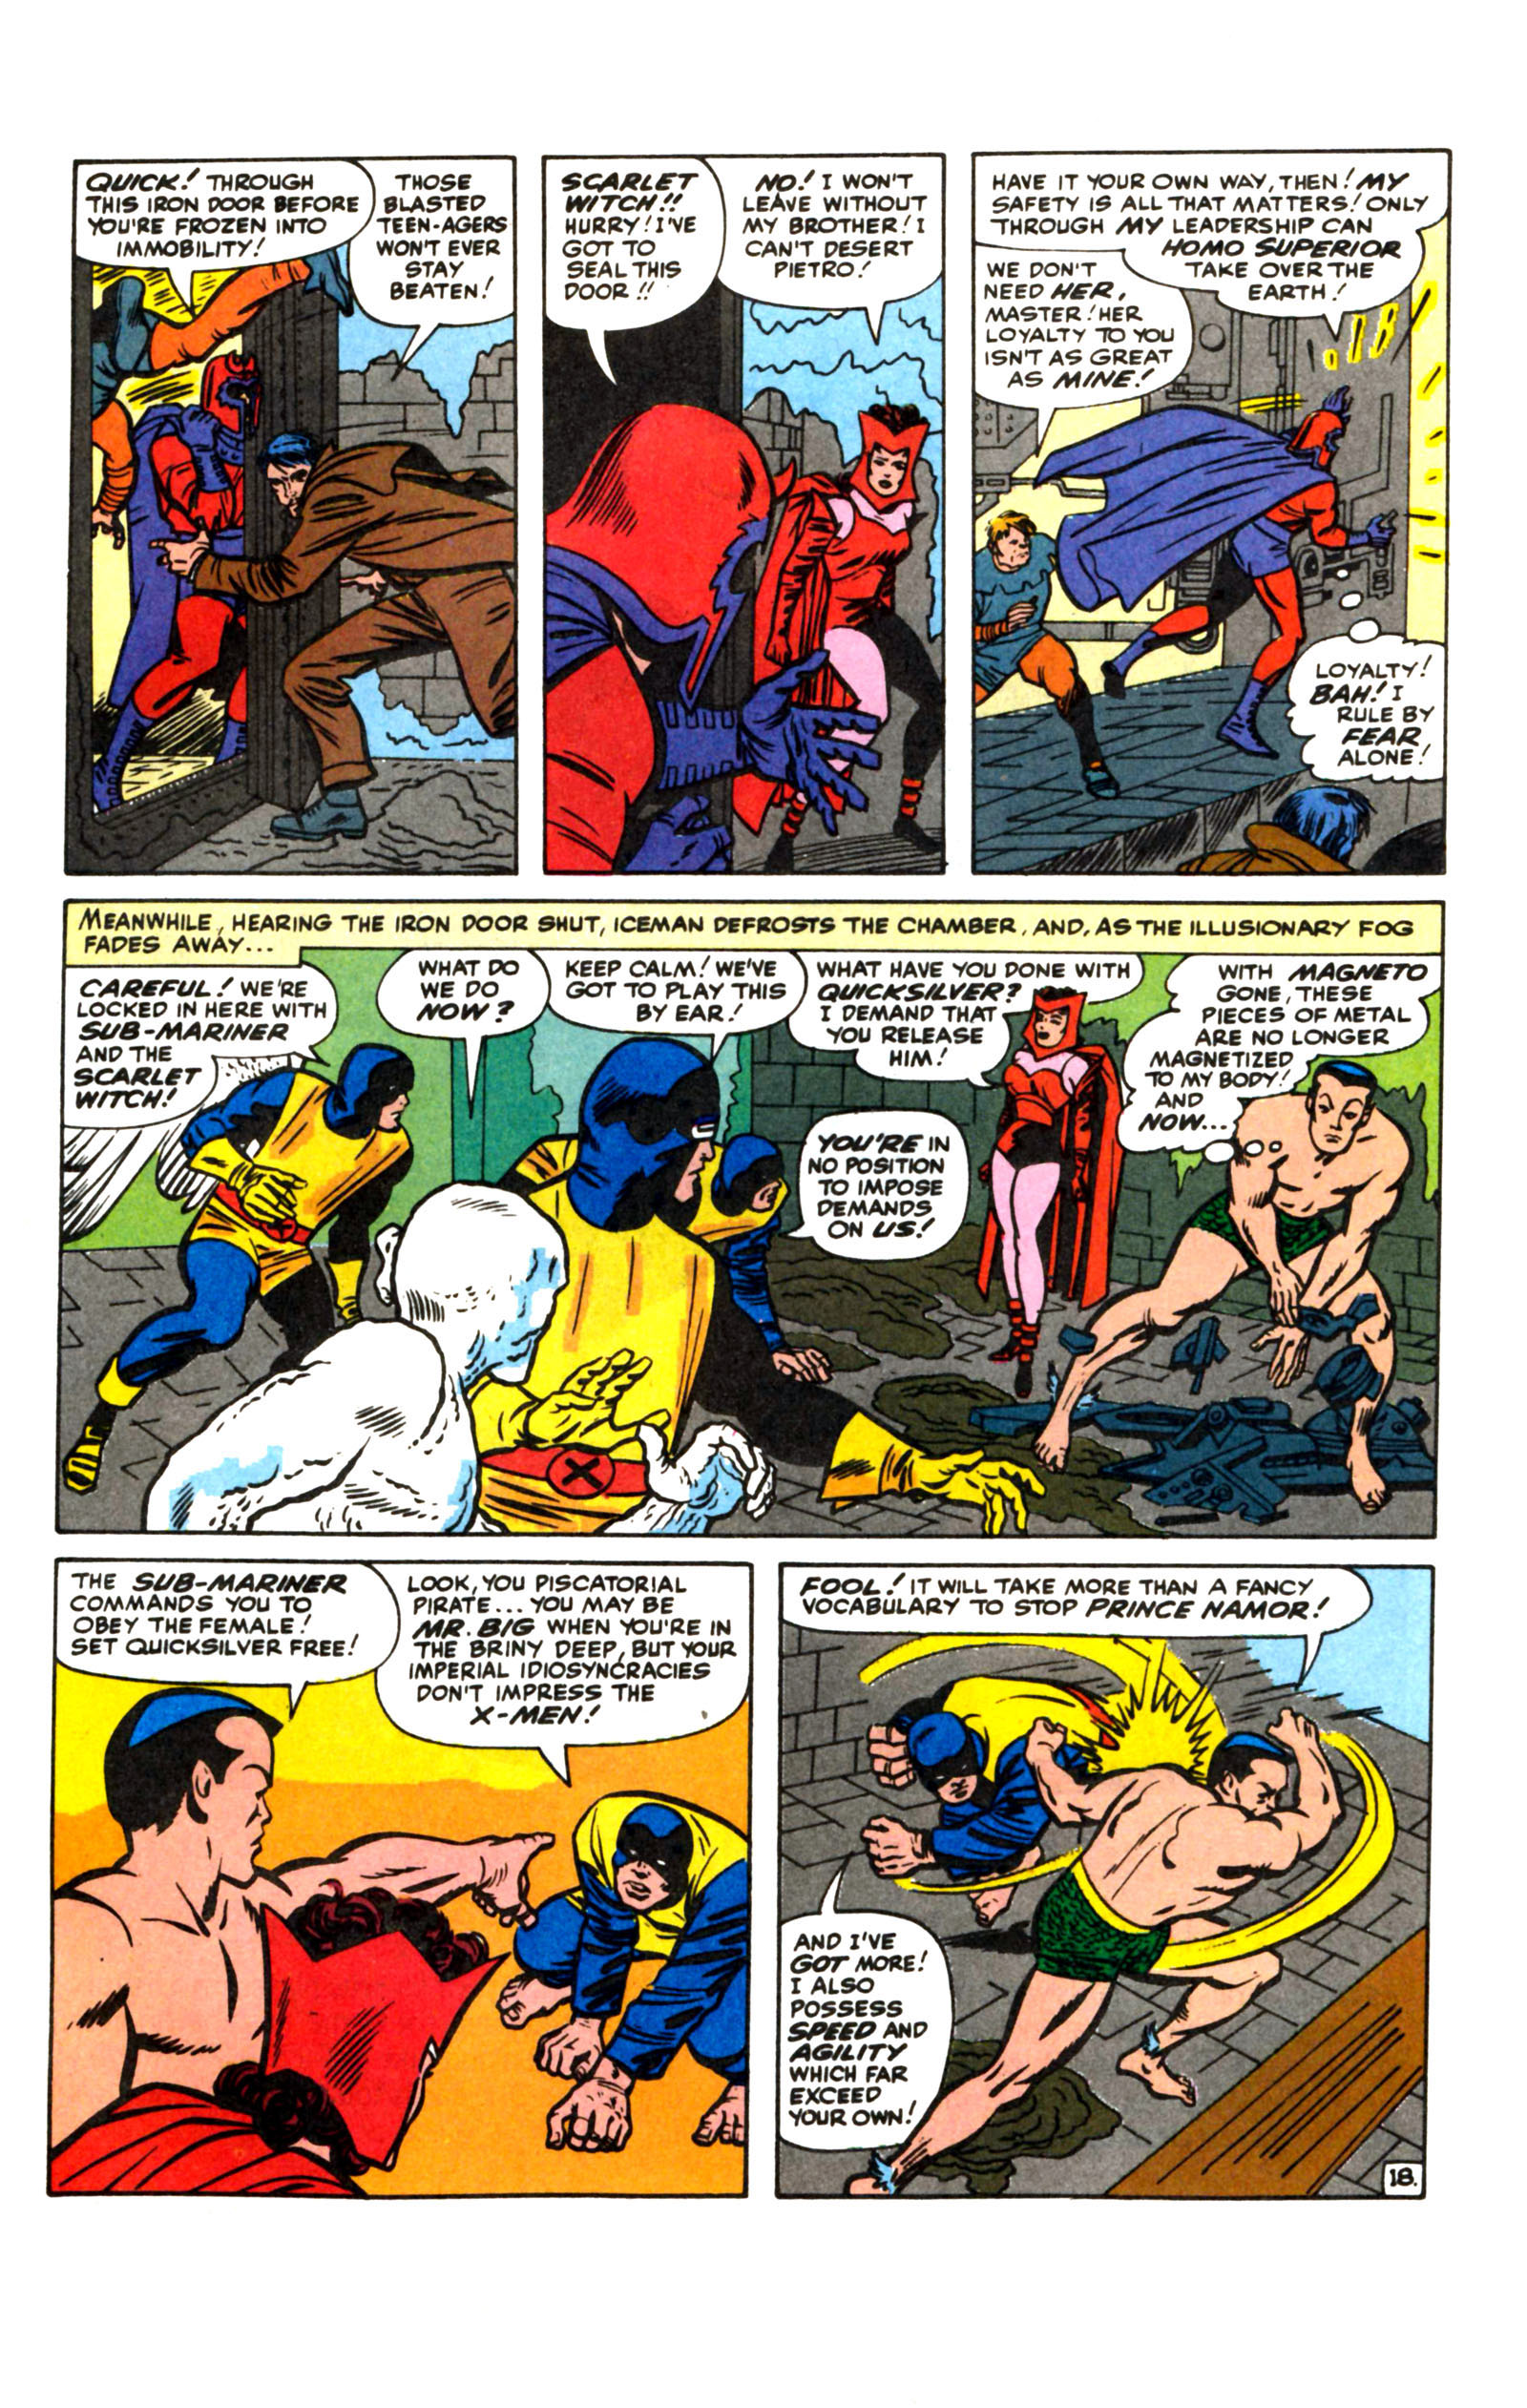 QUICK! THROUGH
THIS IRON DOOR BEFORE
YOU'RE FROZEN INTO
IMMOBILITY!
THOSE
BLASTED
TEEN-AGERS
WON'T EVER
STAY
BEATEN!
SCARLET
WITCH!!
HURRY! I'VE
GOT TO
SEAL THIS
DOOR!!
NO! I WON'T
LEAVE WITHOUT
MY BROTHER! I
CAN'T DESERT
PIETRO!
HAVE IT YOUR OWN WAY, THEN! MY
SAFETY IS ALL THAT MATTERS! ONLY
THROUGH MY LEADERSHIP CAN
HOMO SUPERIOR
TAKE OVER THE
EARTH!
WE DON'T
NEED HER,
MASTER! HER
LOYALTY TO YOU
ISN'T AS GREAT
AS MINE!
LOYALTY!
BAH! I
RULE BY
FEAR
ALONE!
MEANWHILE, HEARING THE IRON DOOR SHUT, ICEMAN DEFROSTS THE CHAMBER, AND, AS THE ILLUSIONARY FOG
FADES AWAY...
CAREFUL! WE'RE
LOCKED IN HERE WITH
SUB-MARINER
AND THE
SCARLET
WITCH!
WHAT DO
WE DO
NOW?
KEEP CALM! WE'VE
GOT TO PLAY THIS
BY EAR!
WHAT HAVE YOU DONE WITH
QUICKSILVER?
I DEMAND THAT
YOU RELEASE
HIM!
YOU'RE IN
NO POSITION
TO IMPOSE
DEMANDS
ON US!
WITH MAGNETO
GONE, THESE
PIECES OF METAL
ARE NO LONGER
MAGNETIZED
TO MY BODY!
AND
NOW...
THE SUB-MARINER
COMMANDS YOU TO
OBEY THE FEMALE!
SET QUICKSILVER FREE!
LOOK, YOU PISCATORIAL
PIRATE... YOU MAY BE
MR. BIG WHEN YOU'RE IN
THE BRINY DEEP, BUT YOUR
IMPERIAL IDIOSYNCRACIES
DON'T IMPRESS THE
X-MEN!
FOOL! IT WILL TAKE MORE THAN A FANCY
VOCABULARY TO STOP PRINCE NAMOR!
AND I'VE
GOT MORE!
I ALSO
POSSESS
SPEED AND
AGILITY
WHICH FAR
EXCEED
YOUR OWN!
18.